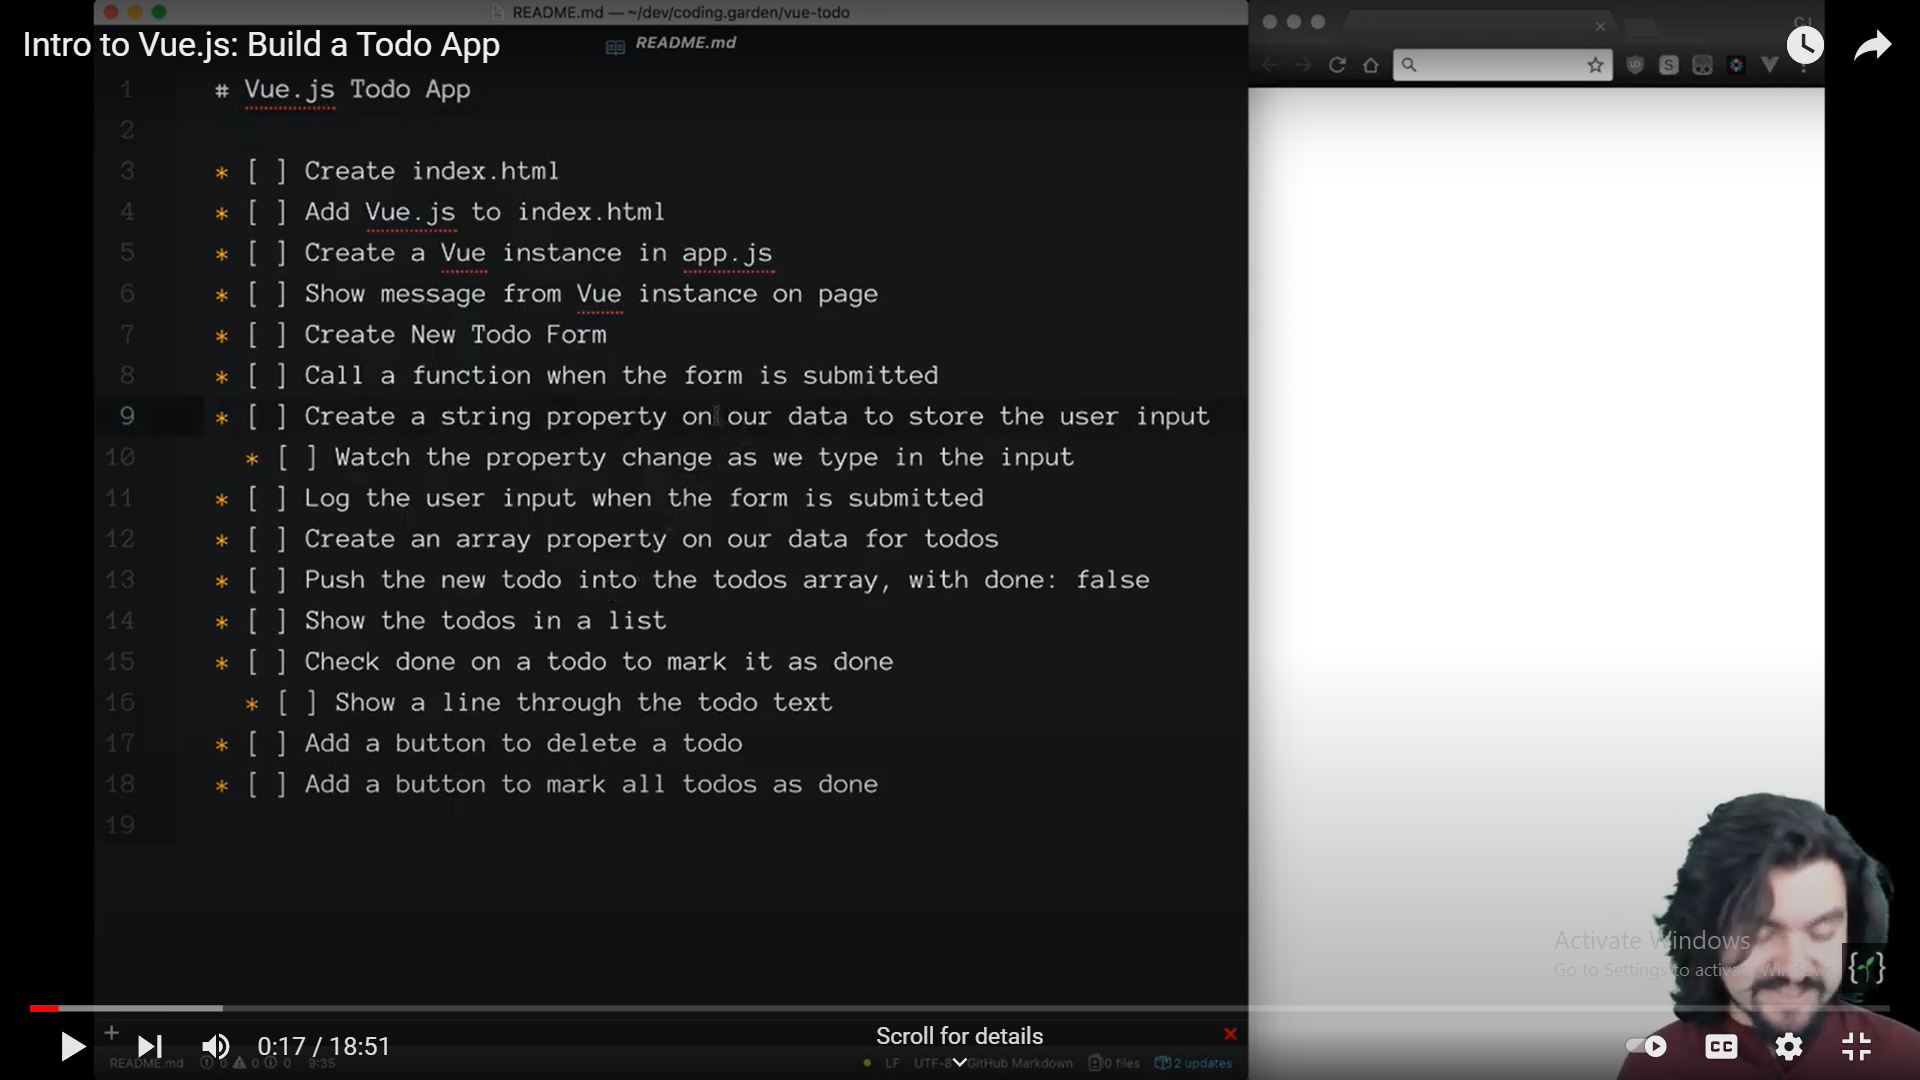 README.md — ~/dev/coding.garden/vue-todo
Intro to Vue.js: Build a Todo App
README.md
1 # Vue.js Todo App
2
3 * [ ] Create index.html
4 * [ ] Add Vue.js to index.html
5 * [ ] Create a Vue instance in app.js
6 * [ ] Show message from Vue instance on page
7 * [ ] Create New Todo Form
8 * [ ] Call a function when the form is submitted
9 * [ ] Create a string property on our data to store the user input
10 * [ ] Watch the property change as we type in the input
11 * [ ] Log the user input when the form is submitted
12 * [ ] Create an array property on our data for todos
13 * [ ] Push the new todo into the todos array, with done: false
14 * [ ] Show the todos in a list
15 * [ ] Check done on a todo to mark it as done
16 * [ ] Show a line through the todo text
17 * [ ] Add a button to delete a todo
18 * [ ] Add a button to mark all todos as done
19
Activate Windows
Go to Settings to activate Windows.
Scroll for details
0:17 / 18:51
CC
README.md 0 0 0 9:35 LF UTF-8 GitHub Markdown 0 files 2 updates